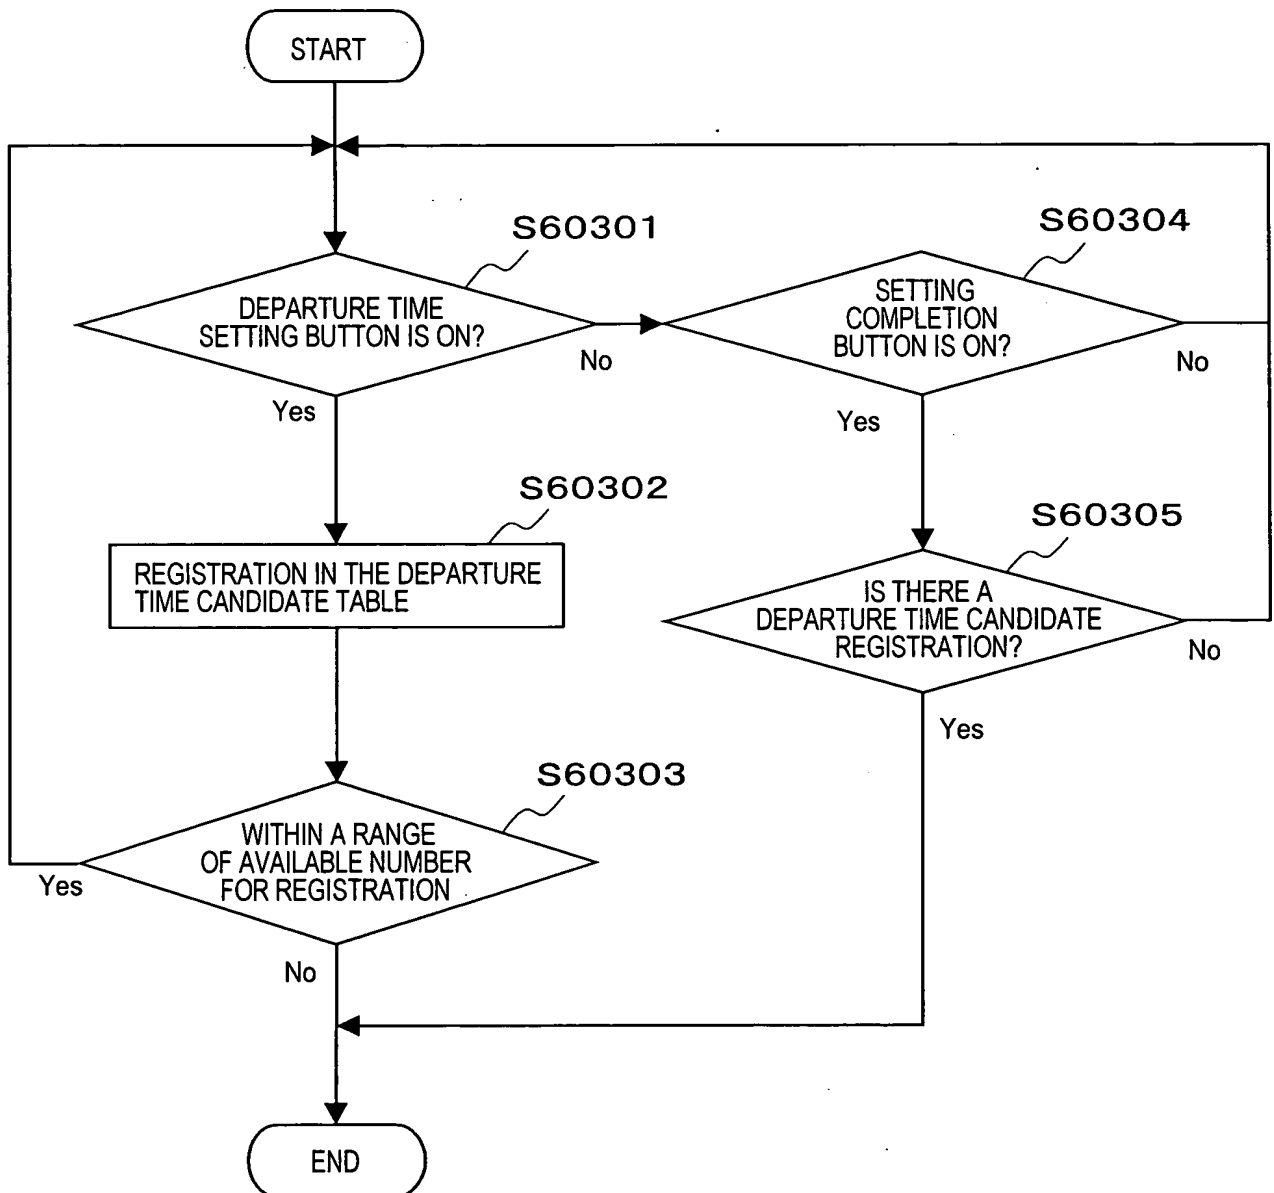 START
S60301
DEPARTURE TIME
SETTING BUTTON IS ON?
No
Yes
S60304
SETTING
COMPLETION
BUTTON IS ON?
No
Yes
S60302
REGISTRATION IN THE DEPARTURE
TIME CANDIDATE TABLE
S60305
IS THERE A
DEPARTURE TIME CANDIDATE
REGISTRATION?
No
Yes
S60303
WITHIN A RANGE
OF AVAILABLE NUMBER
FOR REGISTRATION
Yes
No
END